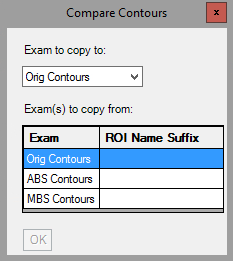 Compare Contours x
Exam to copy to:
Orig Contours
Exam(s) to copy from:
Exam ROI Name Suffix
Orig Contours
ABS Contours
MBS Contours
OK